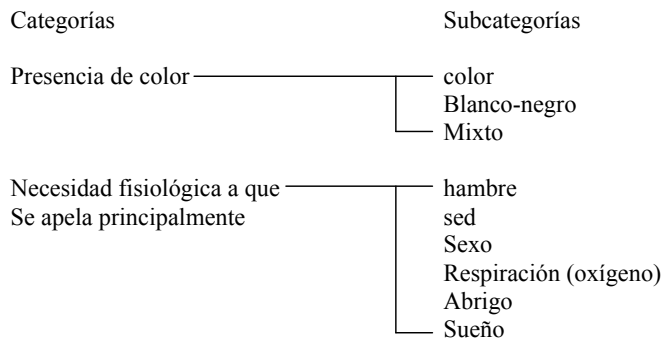 Categorías Subcategorías
Presencia de color color
Blanco-negro
Mixto
Necesidad fisiológica a que hambre
Se apela principalmente sed
Sexo
Respiración (oxígeno)
Abrigo
Sueño